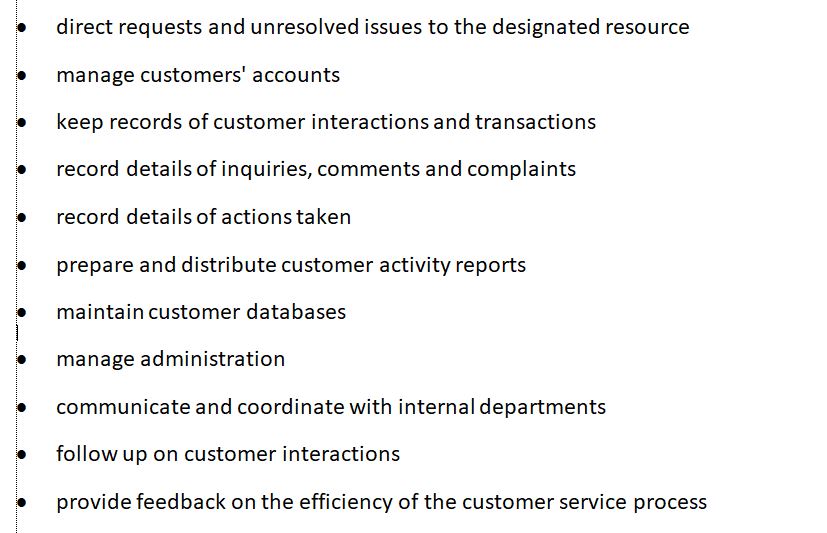 • direct requests and unresolved issues to the designated resource
• manage customers' accounts
• keep records of customer interactions and transactions
• record details of inquiries, comments and complaints
• record details of actions taken
• prepare and distribute customer activity reports
• maintain customer databases
• manage administration
• communicate and coordinate with internal departments
• follow up on customer interactions
• provide feedback on the efficiency of the customer service process